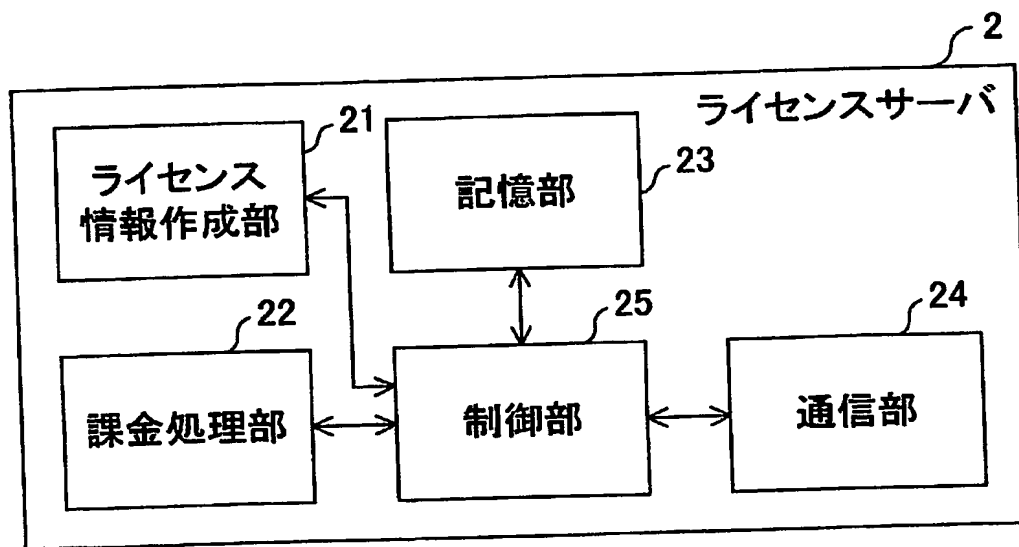 2
ライセンスサーバ
21
ライセンス
情報作成部
23
記憶部
22
課金処理部
25
制御部
24
通信部